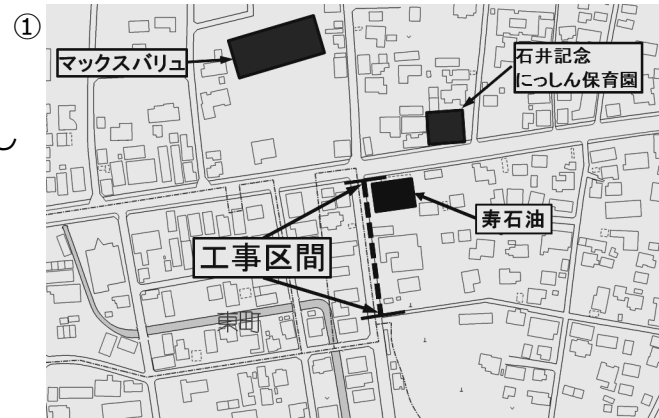 ①
マックスバリュ
石井記念
にっしん保育園
寿石油
工事区間
東町